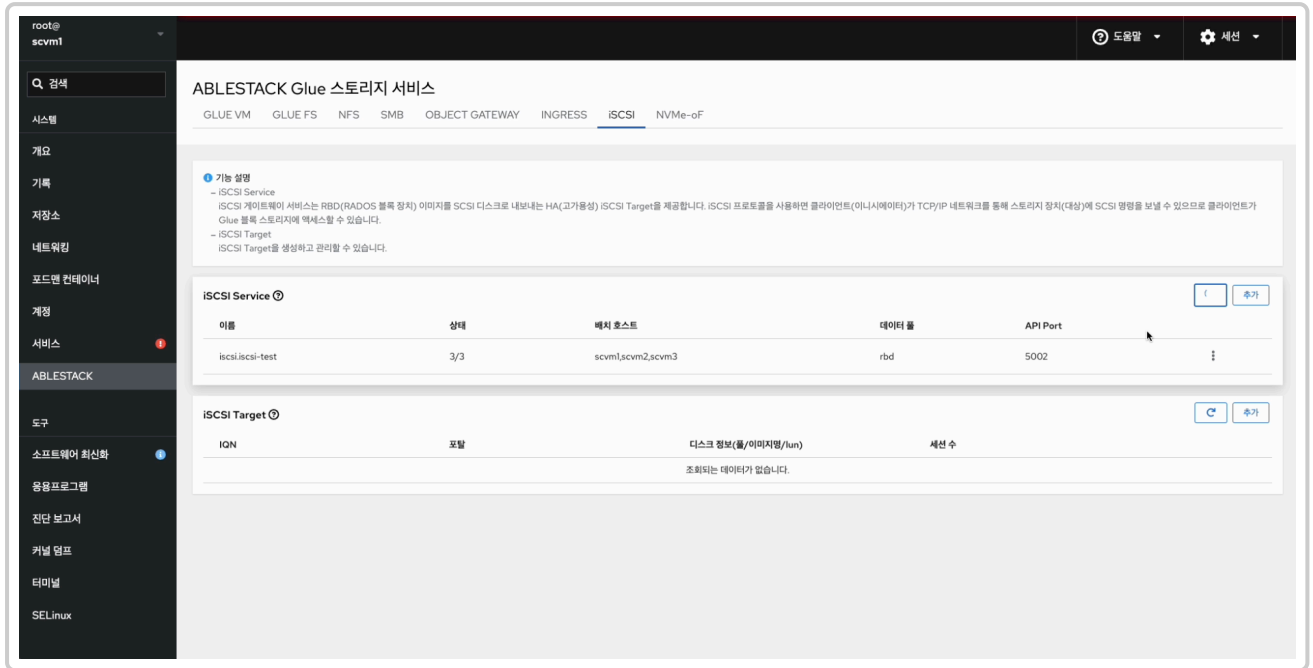 root@
scvm1
도움말
세션
검색
시스템
개요
기록
저장소
네트워킹
포드맨 컨테이너
계정
서비스
ABLESTACK
도구
소프트웨어 최신화
응용프로그램
진단 보고서
커널 덤프
터미널
SELinux
ABLESTACK Glue 스토리지 서비스
GLUE VM GLUE FS NFS SMB OBJECT GATEWAY INGRESS iSCSI NVMe-oF
기능 설명
- iSCSI Service
iSCSI 게이트웨이 서비스는 RBD(RADOS 블록 장치) 이미지를 SCSI 디스크로 내보내는 HA(고가용성) iSCSI Target을 제공합니다. iSCSI 프로토콜을 사용하면 클라이언트(이니시에이터)가 TCP/IP 네트워크를 통해 스토리지 장치(대상)에 SCSI 명령을 보낼 수 있으므로 클라이언트가
Glue 블록 스토리지에 액세스할 수 있습니다.
- iSCSI Target
iSCSI Target을 생성하고 관리할 수 있습니다.
iSCSI Service
추가
이름 상태 배치 호스트 데이터 풀 API Port
iscsi.iscsi-test 3/3 scvm1,scvm2,scvm3 rbd 5002
iSCSI Target
추가
IQN 포탈 디스크 정보(풀/이미지명/lun) 세션 수
조회되는 데이터가 없습니다.